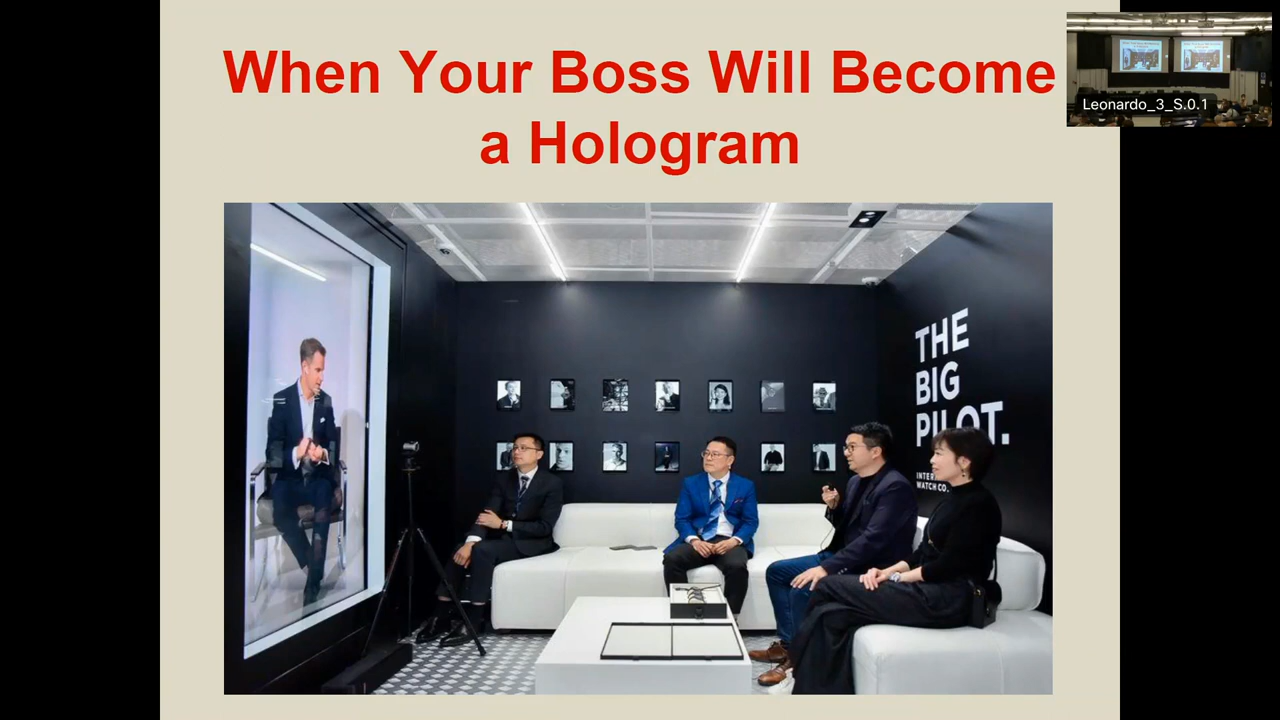 When Your Boss Will Become
a Hologram
Leonardo_3_S.0.1
THE
BIG
PILOT.
WATCH CO.